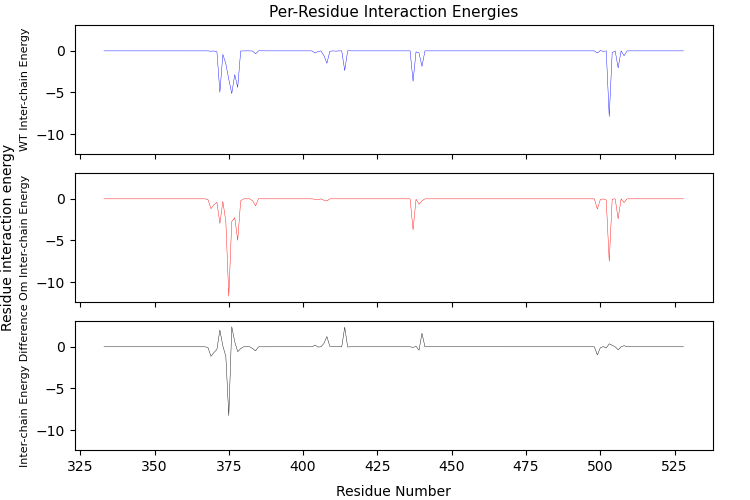 Per-Residue Interaction Energies
WT Inter-chain Energy
0
−5
−10
Residue interaction energy
Om Inter-chain Energy
0
−5
−10
Inter-chain Energy Difference
0
−5
−10
325 350 375 400 425 450 475 500 525
Residue Number